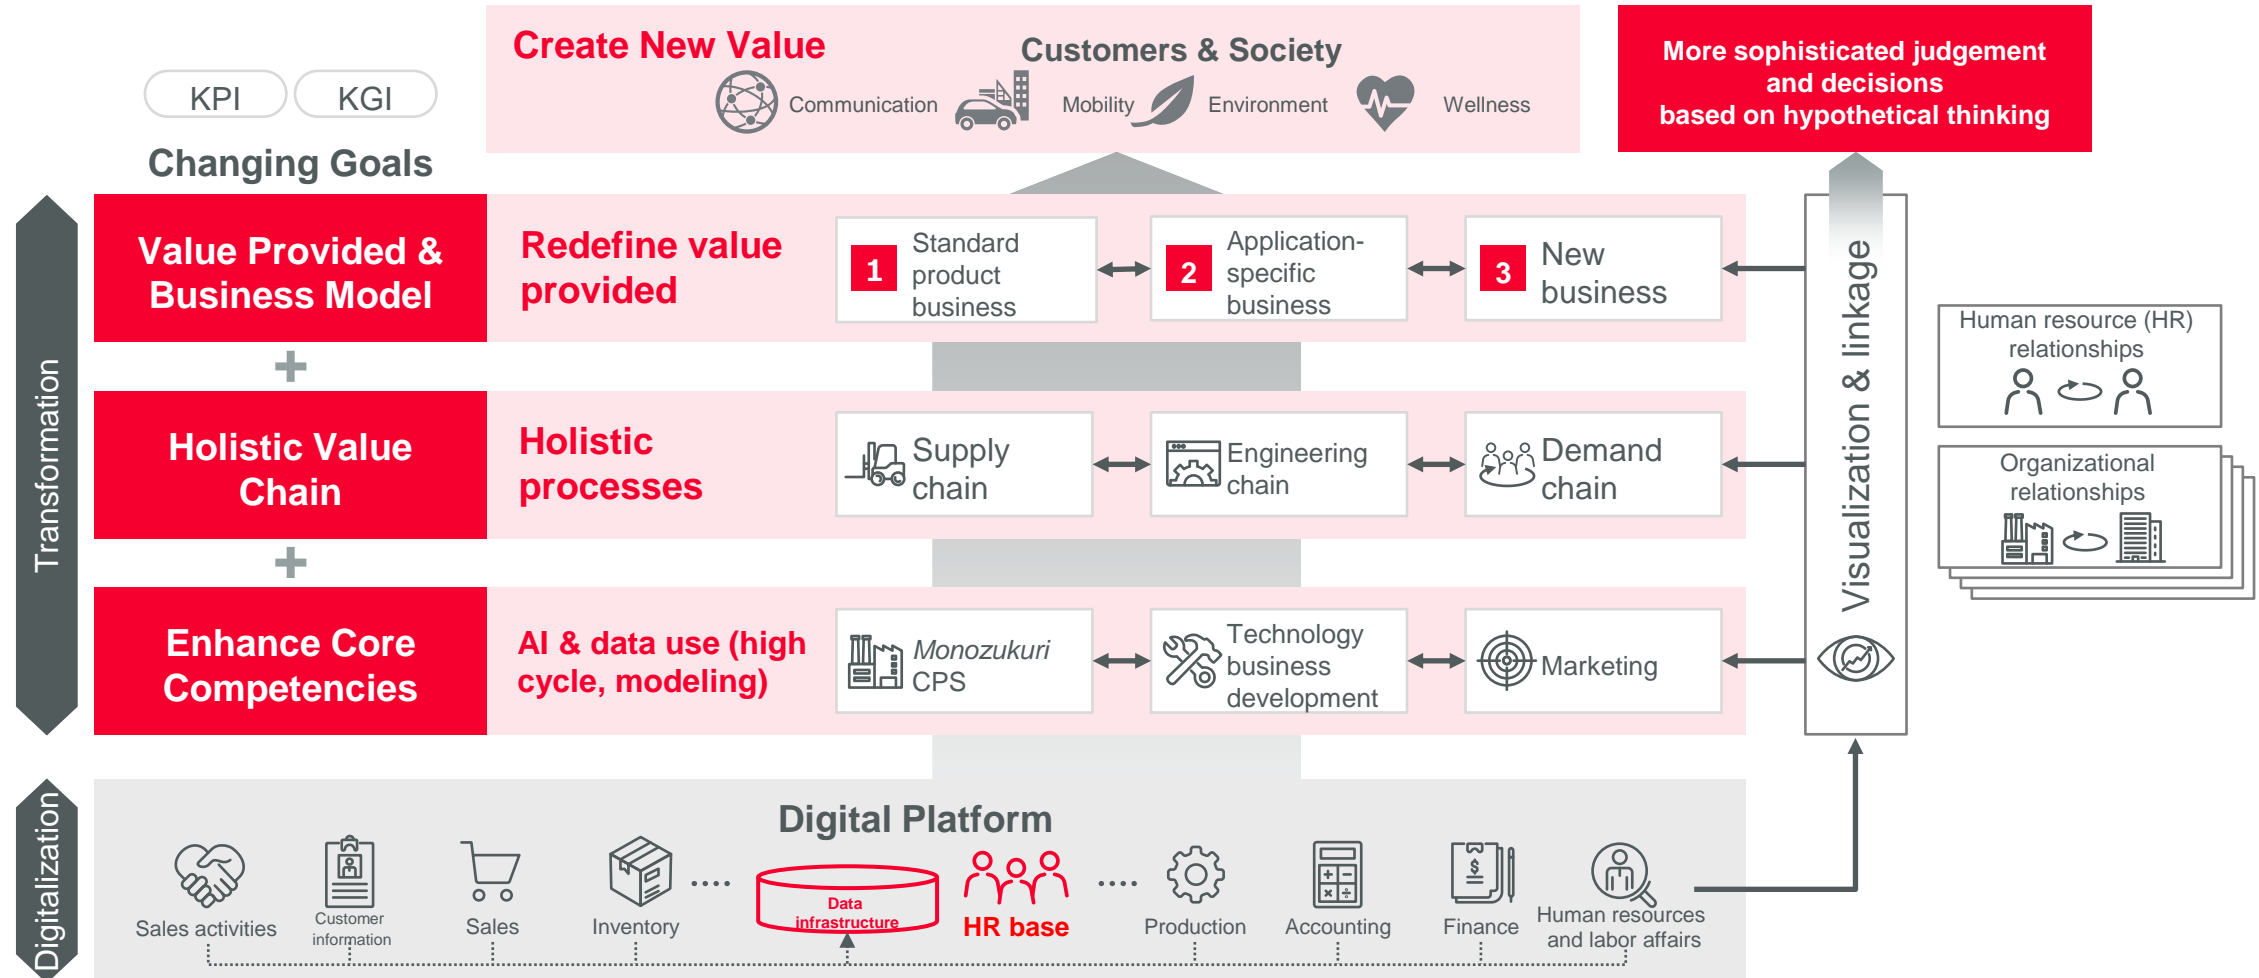 Create New Value
Customers & Society
Communication
Mobility
Environment
Wellness
More sophisticated judgement
and decisions
based on hypothetical thinking
KPI
KGI
Changing Goals
Transformation
Value Provided &
Business Model
Redefine value
provided
1
Standard
product
business
2
Application-
specific
business
3
New
business
+
Holistic Value
Chain
Holistic
processes
Supply
chain
Engineering
chain
Demand
chain
+
Enhance Core
Competencies
AI & data use (high
cycle, modeling)
Monozukuri
CPS
Technology
business
development
Marketing
Visualization & linkage
Human resource (HR)
relationships
Organizational
relationships
Digitalization
Digital Platform
Sales activities
Customer
information
Sales
Inventory
....
Data
infrastructure
HR base
....
Production
Accounting
$
Finance
Human resources
and labor affairs